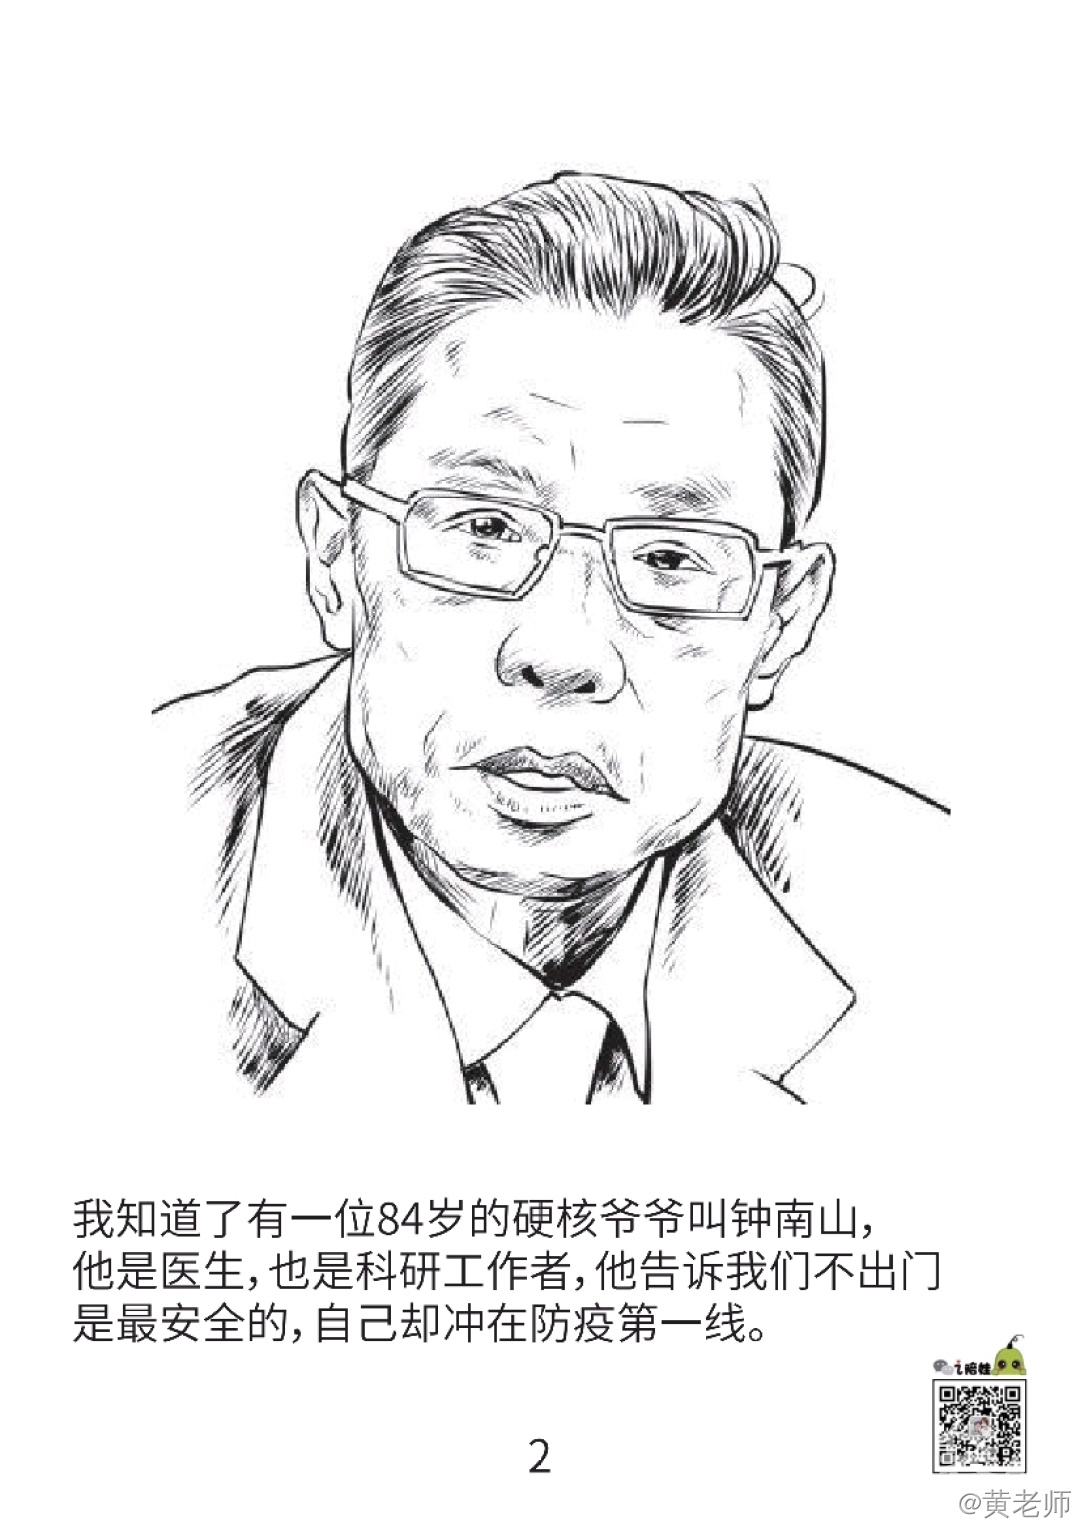 我知道了有一位84岁的硬核爷爷叫钟南山，
他是医生，也是科研工作者，他告诉我们不出门
是最安全的，自己却冲在防疫第一线。
i陪娃
2
@黄老师